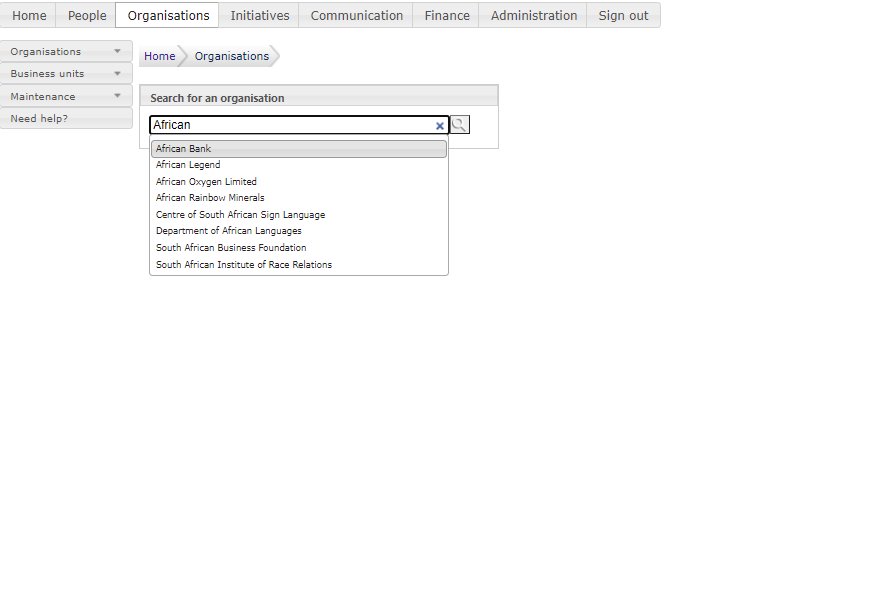 Home People Organisations Initiatives Communication Finance Administration Sign out
Organisations
Business units
Maintenance
Need help?
Home Organisations
Search for an organisation
African
African Bank
African Legend
African Oxygen Limited
African Rainbow Minerals
Centre of South African Sign Language
Department of African Languages
South African Business Foundation
South African Institute of Race Relations